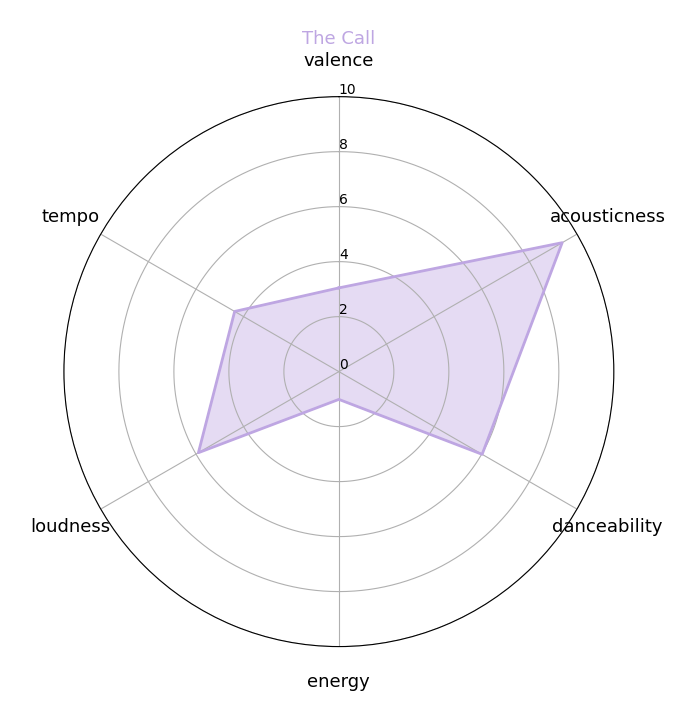 The Call
valence
10
8
6
4
2
0
tempo
acousticness
loudness
danceability
energy